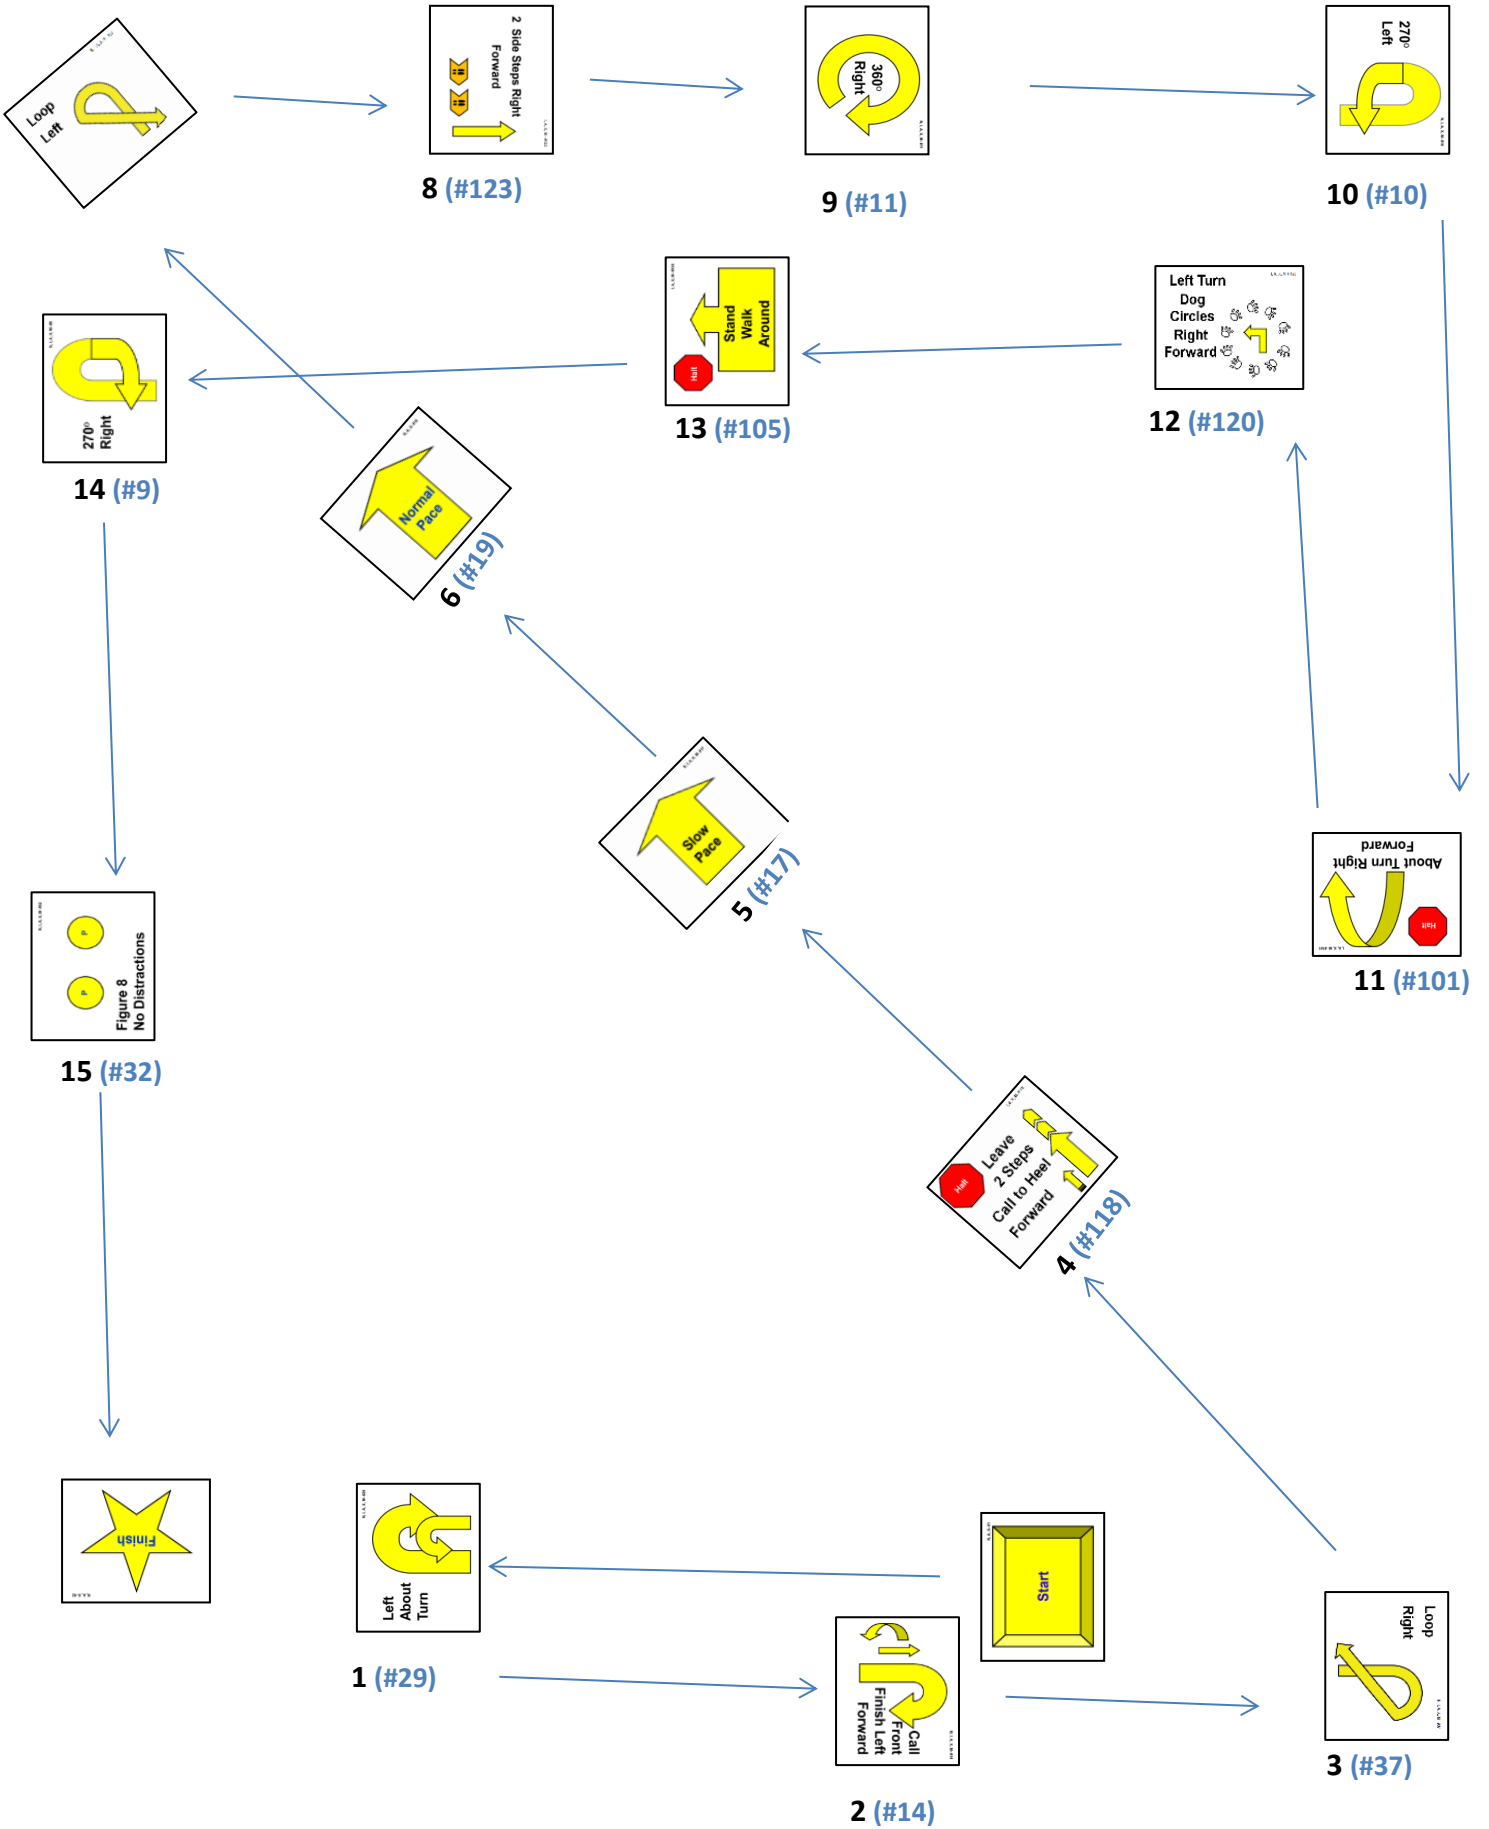 Loop
Left
2 Side Steps Right
Forward
8 (#123)
360º
Right
9 (#11)
270º
Left
10 (#10)
270º
Right
14 (#9)
Normal
Pace
6 (#19)
Halt
Stand
Walk
Around
13 (#105)
Left Turn
Dog
Circles
Right
Forward
12 (#120)
Slow
Pace
5 (#17)
Halt
About Turn Right
Forward
11 (#101)
P
P
Figure 8
No Distractions
15 (#32)
Halt
Leave
2 Steps
Call to Heel
Forward
4 (#118)
Finish
Left
About
Turn
1 (#29)
Start
Call
Front
Finish Left
Forward
2 (#14)
Loop
Right
3 (#37)